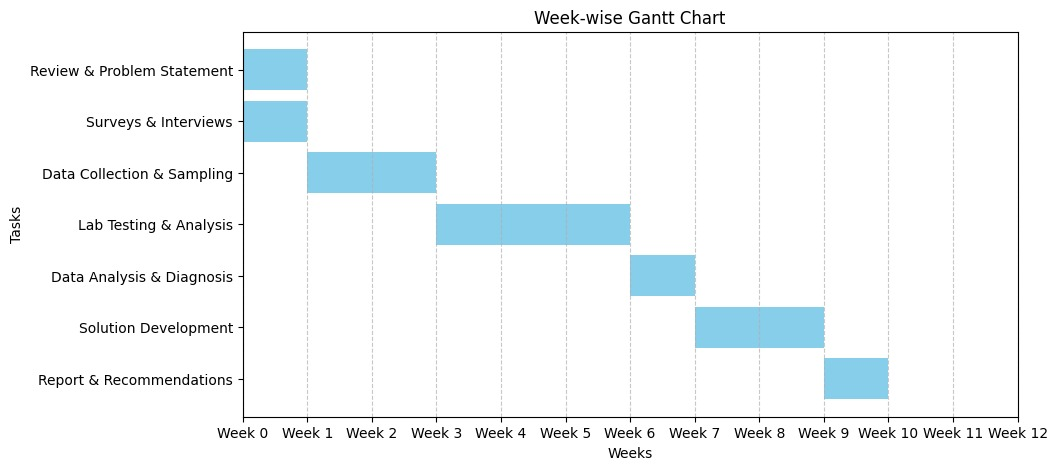 Week-wise Gantt Chart
Tasks
Review & Problem Statement
Surveys & Interviews
Data Collection & Sampling
Lab Testing & Analysis
Data Analysis & Diagnosis
Solution Development
Report & Recommendations
Week 0 Week 1 Week 2 Week 3 Week 4 Week 5 Week 6 Week 7 Week 8 Week 9 Week 10 Week 11 Week 12
Weeks